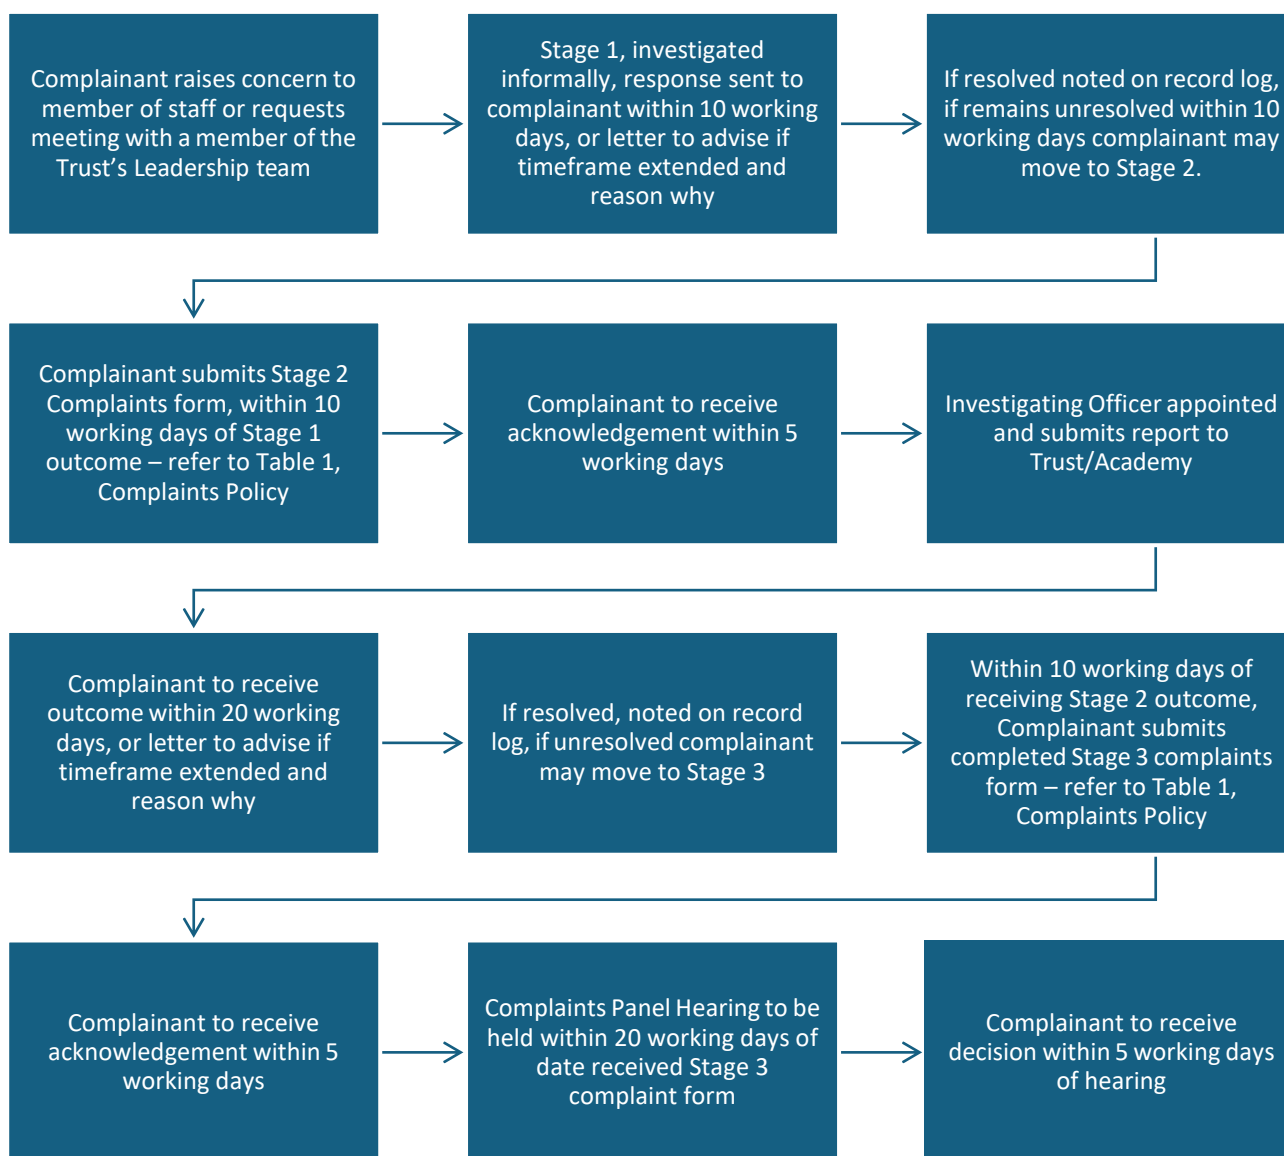 Complainant raises concern to
member of staff or requests
meeting with a member of the
Trust’s Leadership team
Stage 1, investigated
informally, response sent to
complainant within 10 working
days, or letter to advise if
timeframe extended and
reason why
If resolved noted on record log,
if remains unresolved within 10
working days complainant may
move to Stage 2.
Complainant submits Stage 2
Complaints form, within 10
working days of Stage 1
outcome – refer to Table 1,
Complaints Policy
Complainant to receive
acknowledgement within 5
working days
Investigating Officer appointed
and submits report to
Trust/Academy
Complainant to receive
outcome within 20 working
days, or letter to advise if
timeframe extended and
reason why
If resolved, noted on record
log, if unresolved complainant
may move to Stage 3
Within 10 working days of
receiving Stage 2 outcome,
Complainant submits
completed Stage 3 complaints
form – refer to Table 1,
Complaints Policy
Complainant to receive
acknowledgement within 5
working days
Complaints Panel Hearing to be
held within 20 working days of
date received Stage 3
complaint form
Complainant to receive
decision within 5 working days
of hearing